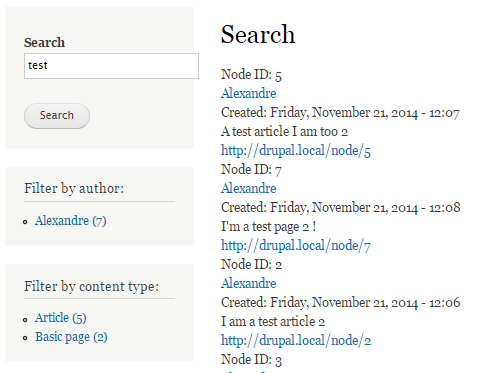 Search
test
Search
Filter by author:
Alexandre (7)
Filter by content type:
Article (5)
Basic page (2)
Search
Node ID: 5
Alexandre
Created: Friday, November 21, 2014 - 12:07
A test article I am too 2
http://drupal.local/node/5
Node ID: 7
Alexandre
Created: Friday, November 21, 2014 - 12:08
I'm a test page 2 !
http://drupal.local/node/7
Node ID: 2
Alexandre
Created: Friday, November 21, 2014 - 12:06
I am a test article 2
http://drupal.local/node/2
Node ID: 3